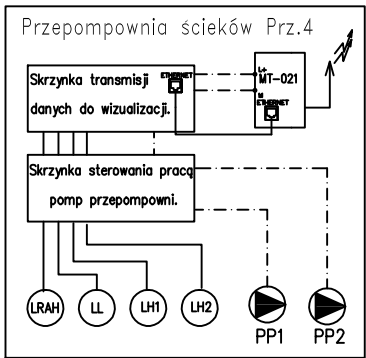 Przepompownia ścieków Prz.4
Skrzynka transmisji
danych do wizualizacji.
ETHERNET
L+
MT-021
M
ETHERNET
Skrzynka sterowania pracą
pomp przepompowni.
LRAH
LL
LH1
LH2
PP1
PP2